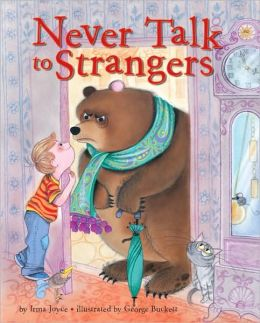 Never Talk
to Strangers
by Irma Joyce • illustrated by George Buckett